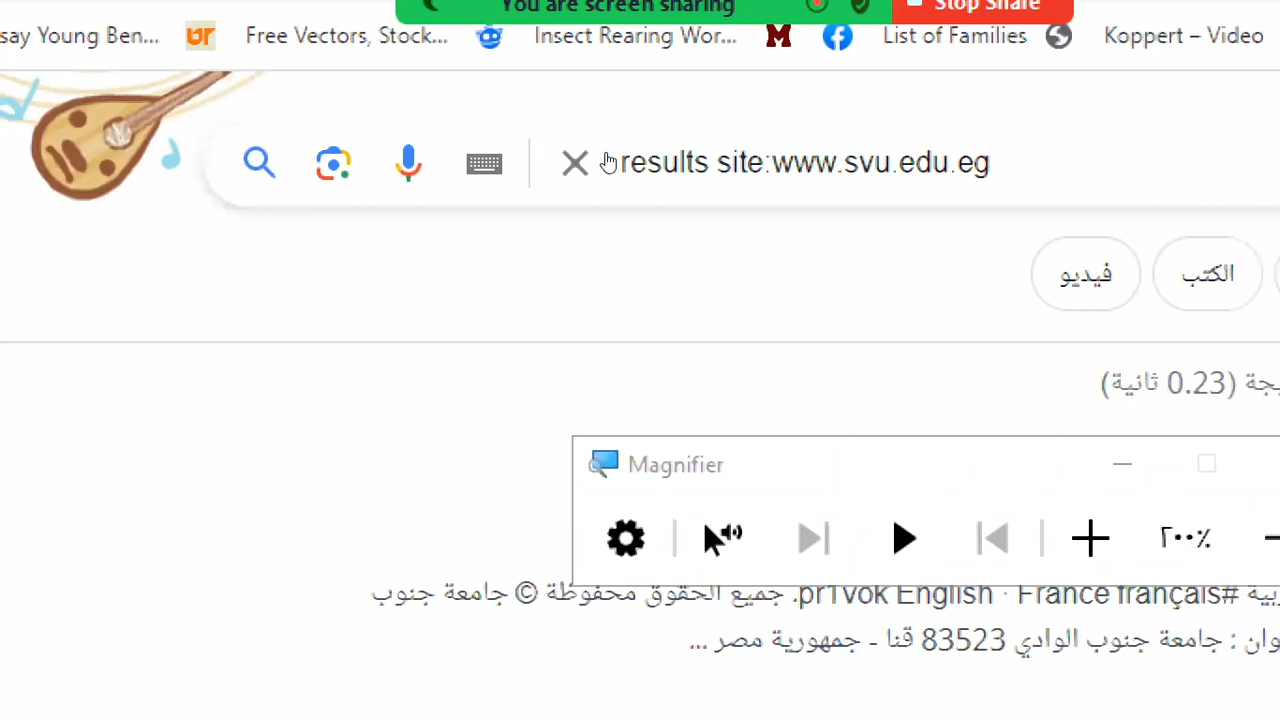 You are screen sharing
Stop Share
say Young Ben...
Free Vectors, Stock...
Insect Rearing Wor...
List of Families
Koppert – Video
results site:www.svu.edu.eg
الكتب
فيديو
(0.23 ثانية)
Magnifier
٢٠٠٪
#pr1vok English · France français. جميع الحقوق محفوظة © جامعة جنوب
: جامعة جنوب الوادي 83523 قنا - جمهورية مصر ...